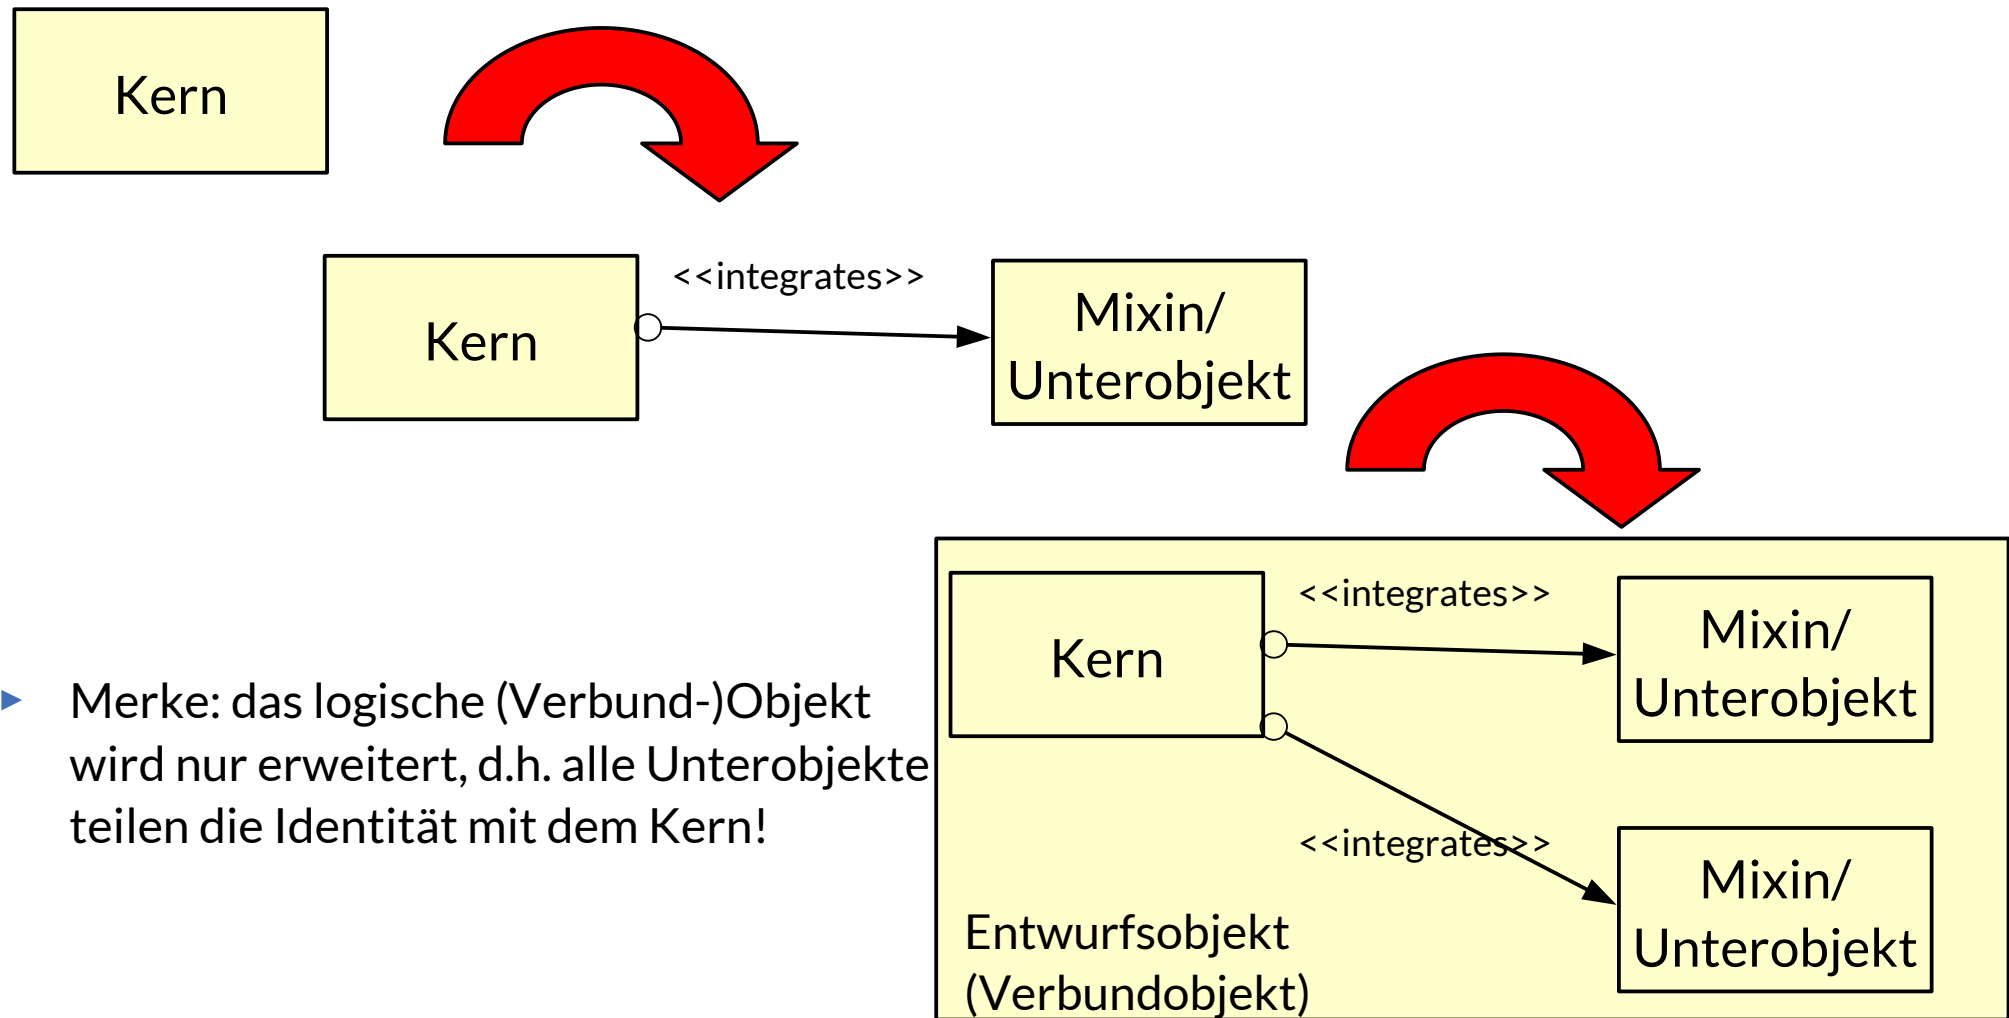 Kern
<<integrates>>
Kern
Mixin/
Unterobjekt
<<integrates>>
Kern
Mixin/
Unterobjekt
Merke: das logische (Verbund-)Objekt
wird nur erweitert, d.h. alle Unterobjekte
teilen die Identität mit dem Kern!
<<integrates>>
Mixin/
Unterobjekt
Entwurfsobjekt
(Verbundobjekt)